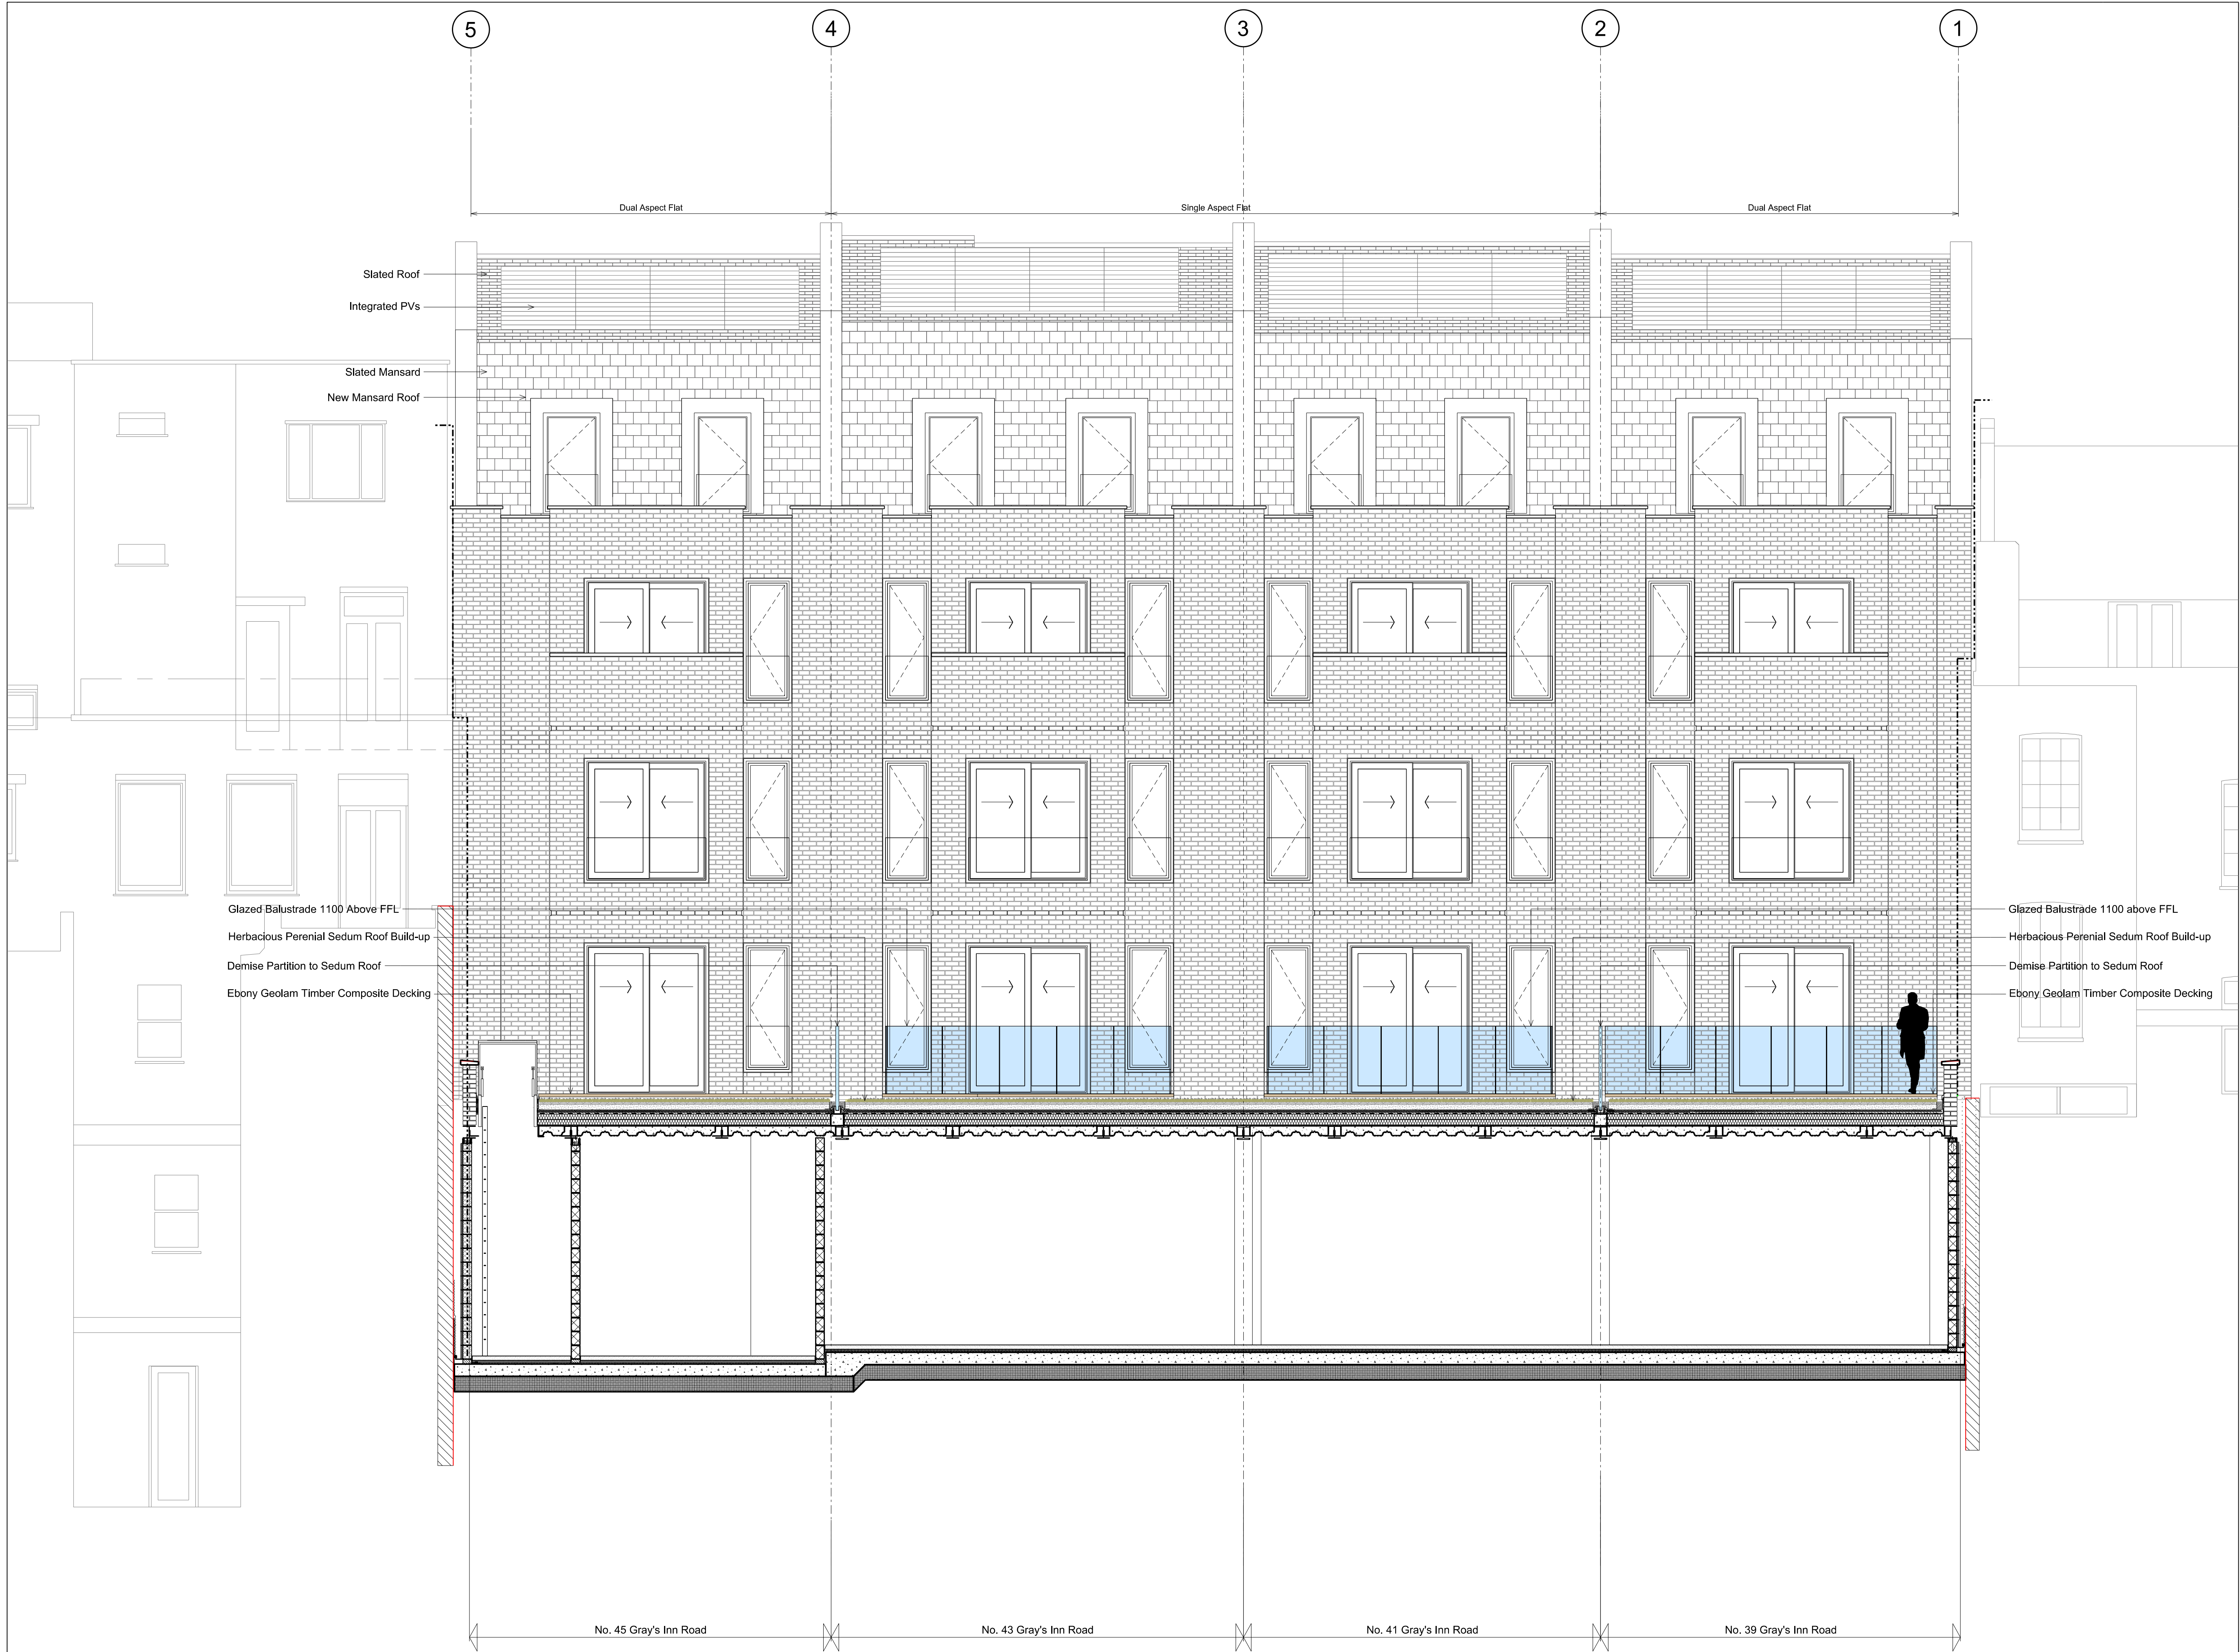 5
4
3
2
1
Dual Aspect Flat
Single Aspect Flat
Dual Aspect Flat
Slated Roof
Integrated PVs
Slated Mansard
New Mansard Roof
Glazed Balustrade 1100 Above FFL
Herbacious Perenial Sedum Roof Build-up
Demise Partition to Sedum Roof
Ebony Geolam Timber Composite Decking
Glazed Balustrade 1100 above FFL
Herbacious Perenial Sedum Roof Build-up
Demise Partition to Sedum Roof
Ebony Geolam Timber Composite Decking
No. 45 Gray's Inn Road
No. 43 Gray's Inn Road
No. 41 Gray's Inn Road
No. 39 Gray's Inn Road